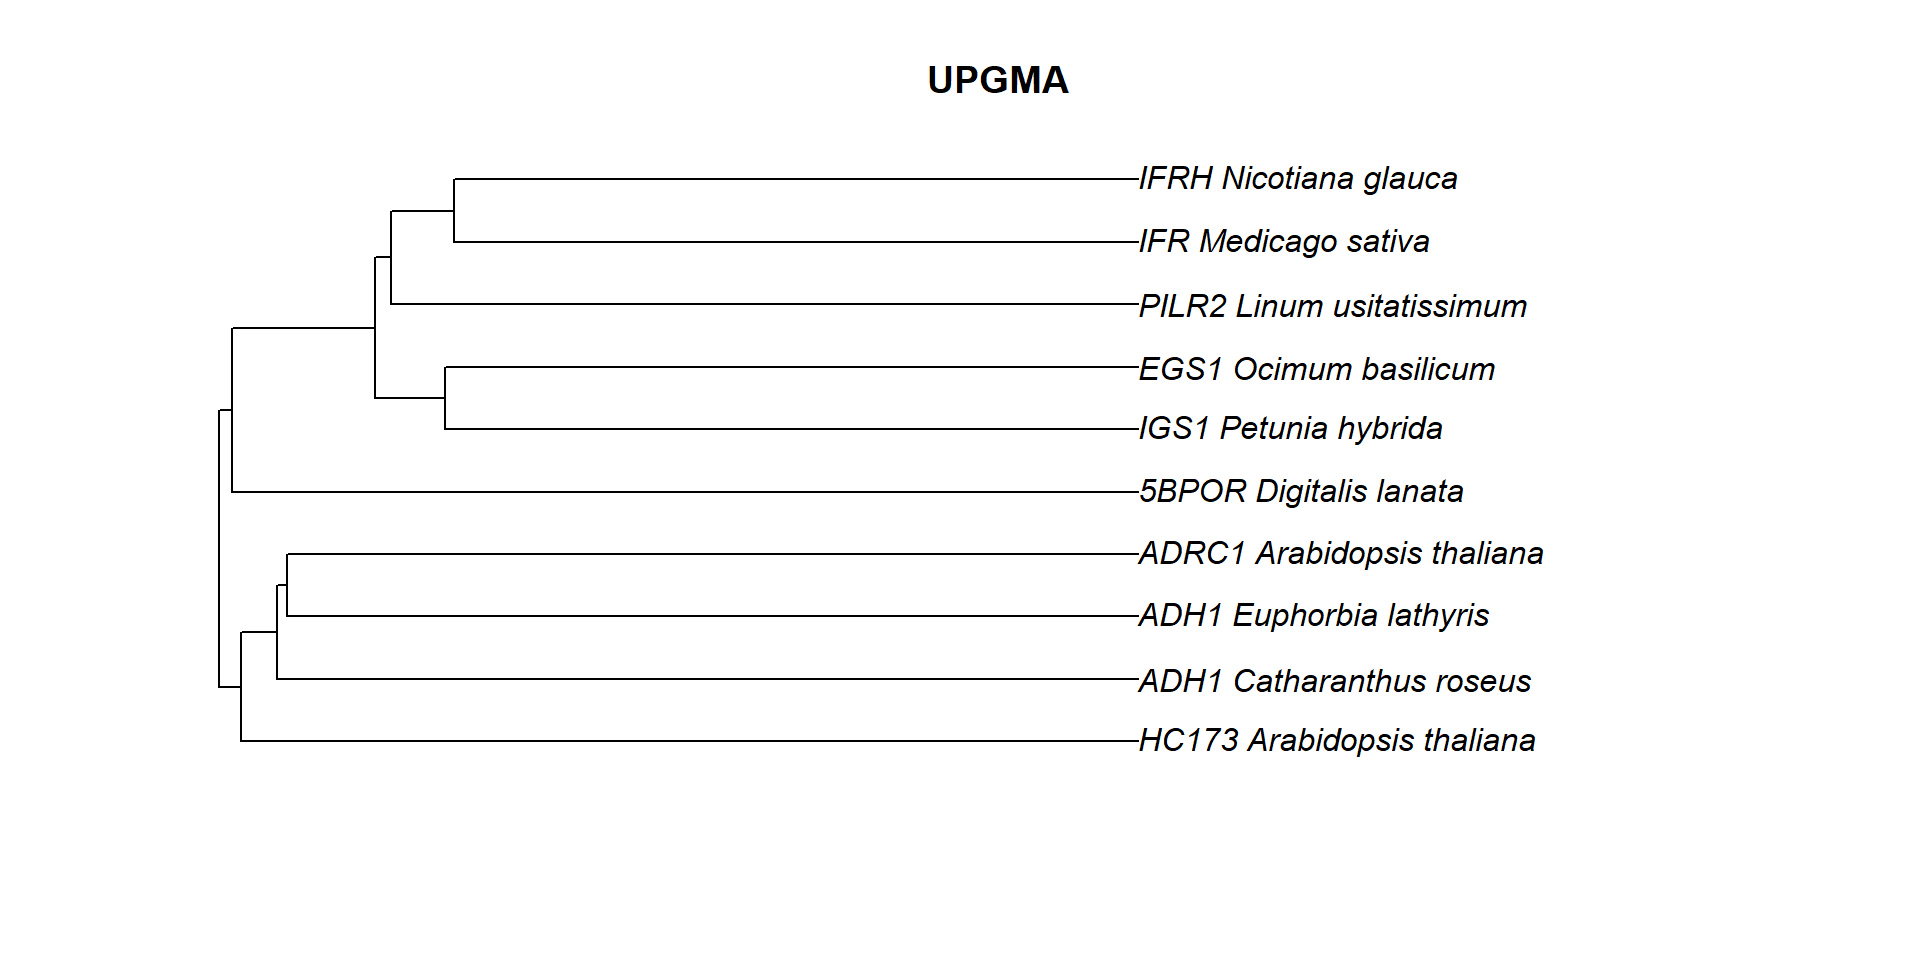 UPGMA
IFRH Nicotiana glauca
IFR Medicago sativa
PILR2 Linum usitatissimum
EGS1 Ocimum basilicum
IGS1 Petunia hybrida
5BPOR Digitalis lanata
ADRC1 Arabidopsis thaliana
ADH1 Euphorbia lathyris
ADH1 Catharanthus roseus
HC173 Arabidopsis thaliana